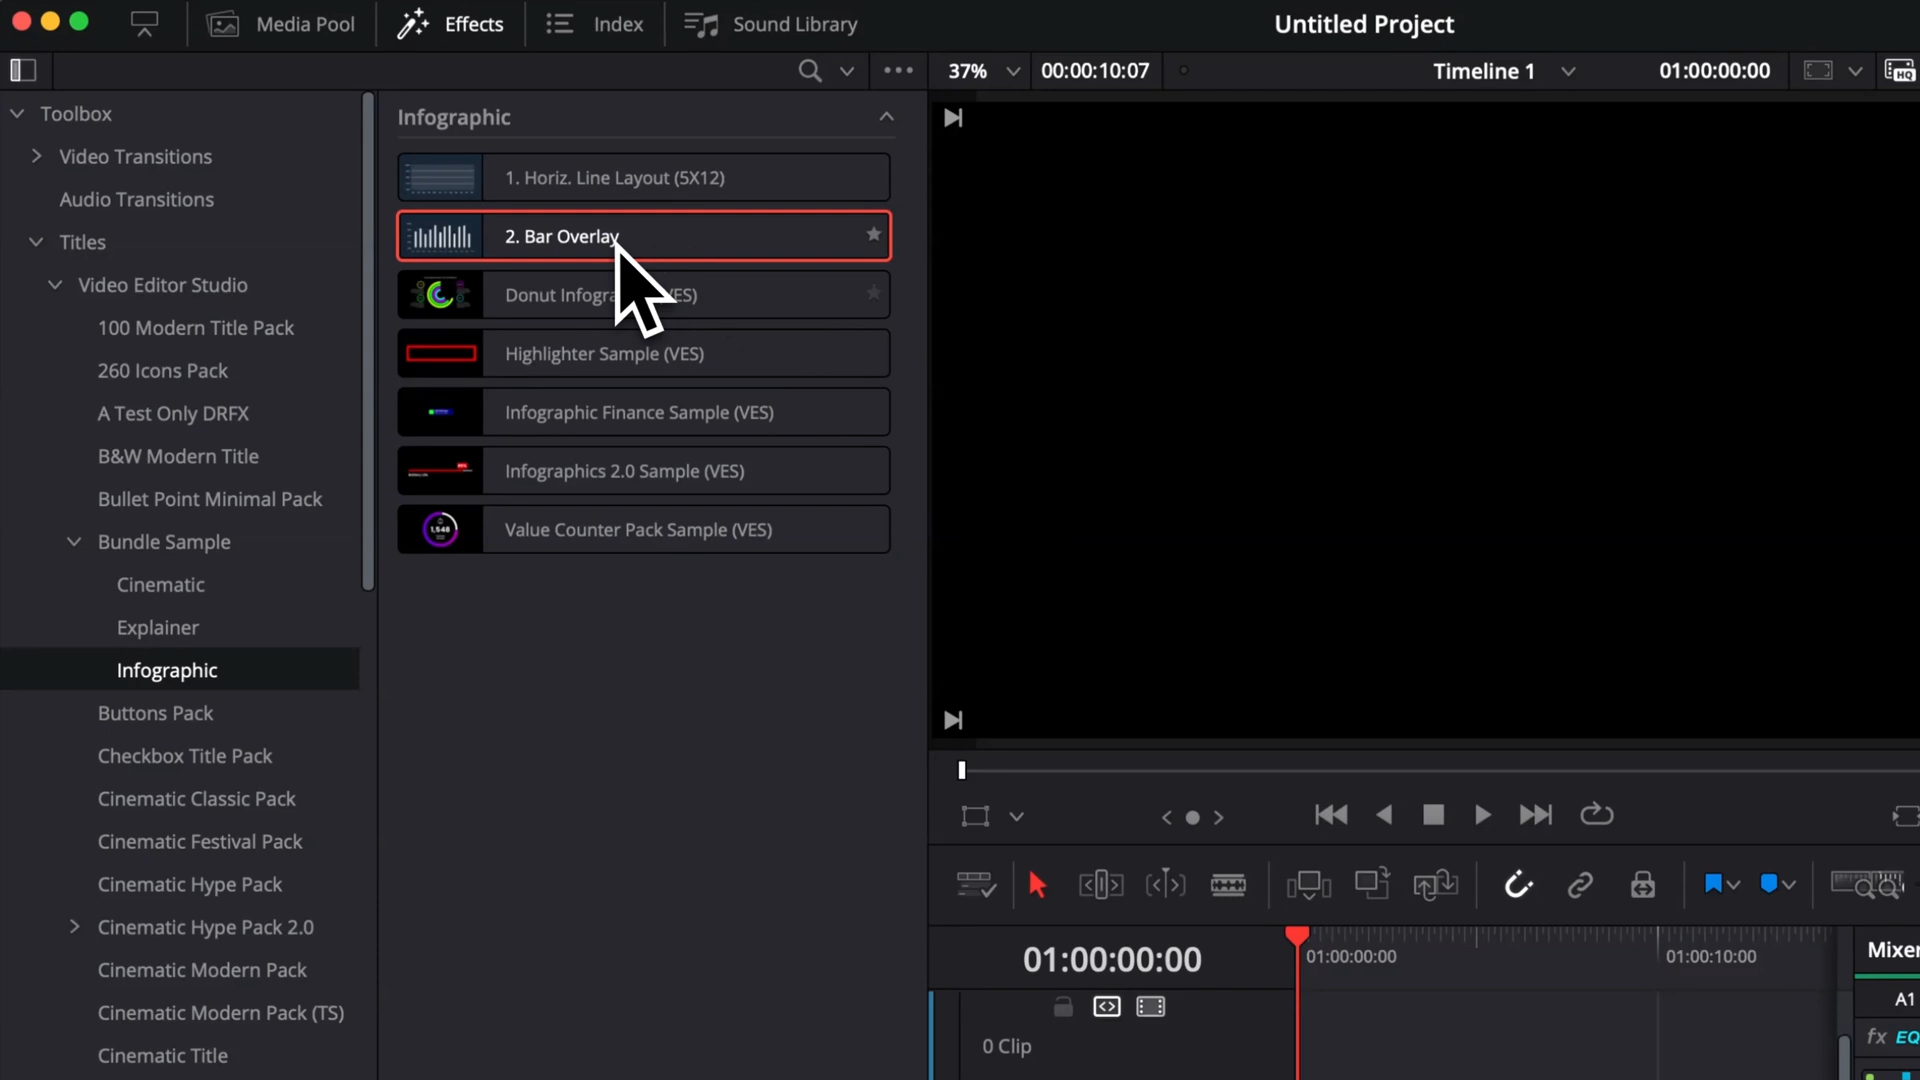 Media Pool
Effects
Index
Sound Library
Untitled Project
37%
00:00:10:07
Timeline 1
01:00:00:00
HQ
Toolbox
Video Transitions
Audio Transitions
Titles
Video Editor Studio
100 Modern Title Pack
260 Icons Pack
A Test Only DRFX
B&W Modern Title
Bullet Point Minimal Pack
Bundle Sample
Cinematic
Explainer
Infographic
Buttons Pack
Checkbox Title Pack
Cinematic Classic Pack
Cinematic Festival Pack
Cinematic Hype Pack
Cinematic Hype Pack 2.0
Cinematic Modern Pack
Cinematic Modern Pack (TS)
Cinematic Title
Infographic
1. Horiz. Line Layout (5X12)
2. Bar Overlay
Donut Infogra ES)
Highlighter Sample (VES)
Infographic Finance Sample (VES)
Infographics 2.0 Sample (VES)
1,548
Value Counter Pack Sample (VES)
01:00:00:00
01:00:00:00
01:00:10:00
0 Clip
Mixer
A1
fx EQ